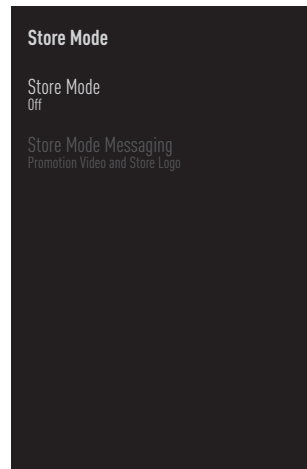 Store Mode
Store Mode
Off
Store Mode Messaging
Promotion Video and Store Logo